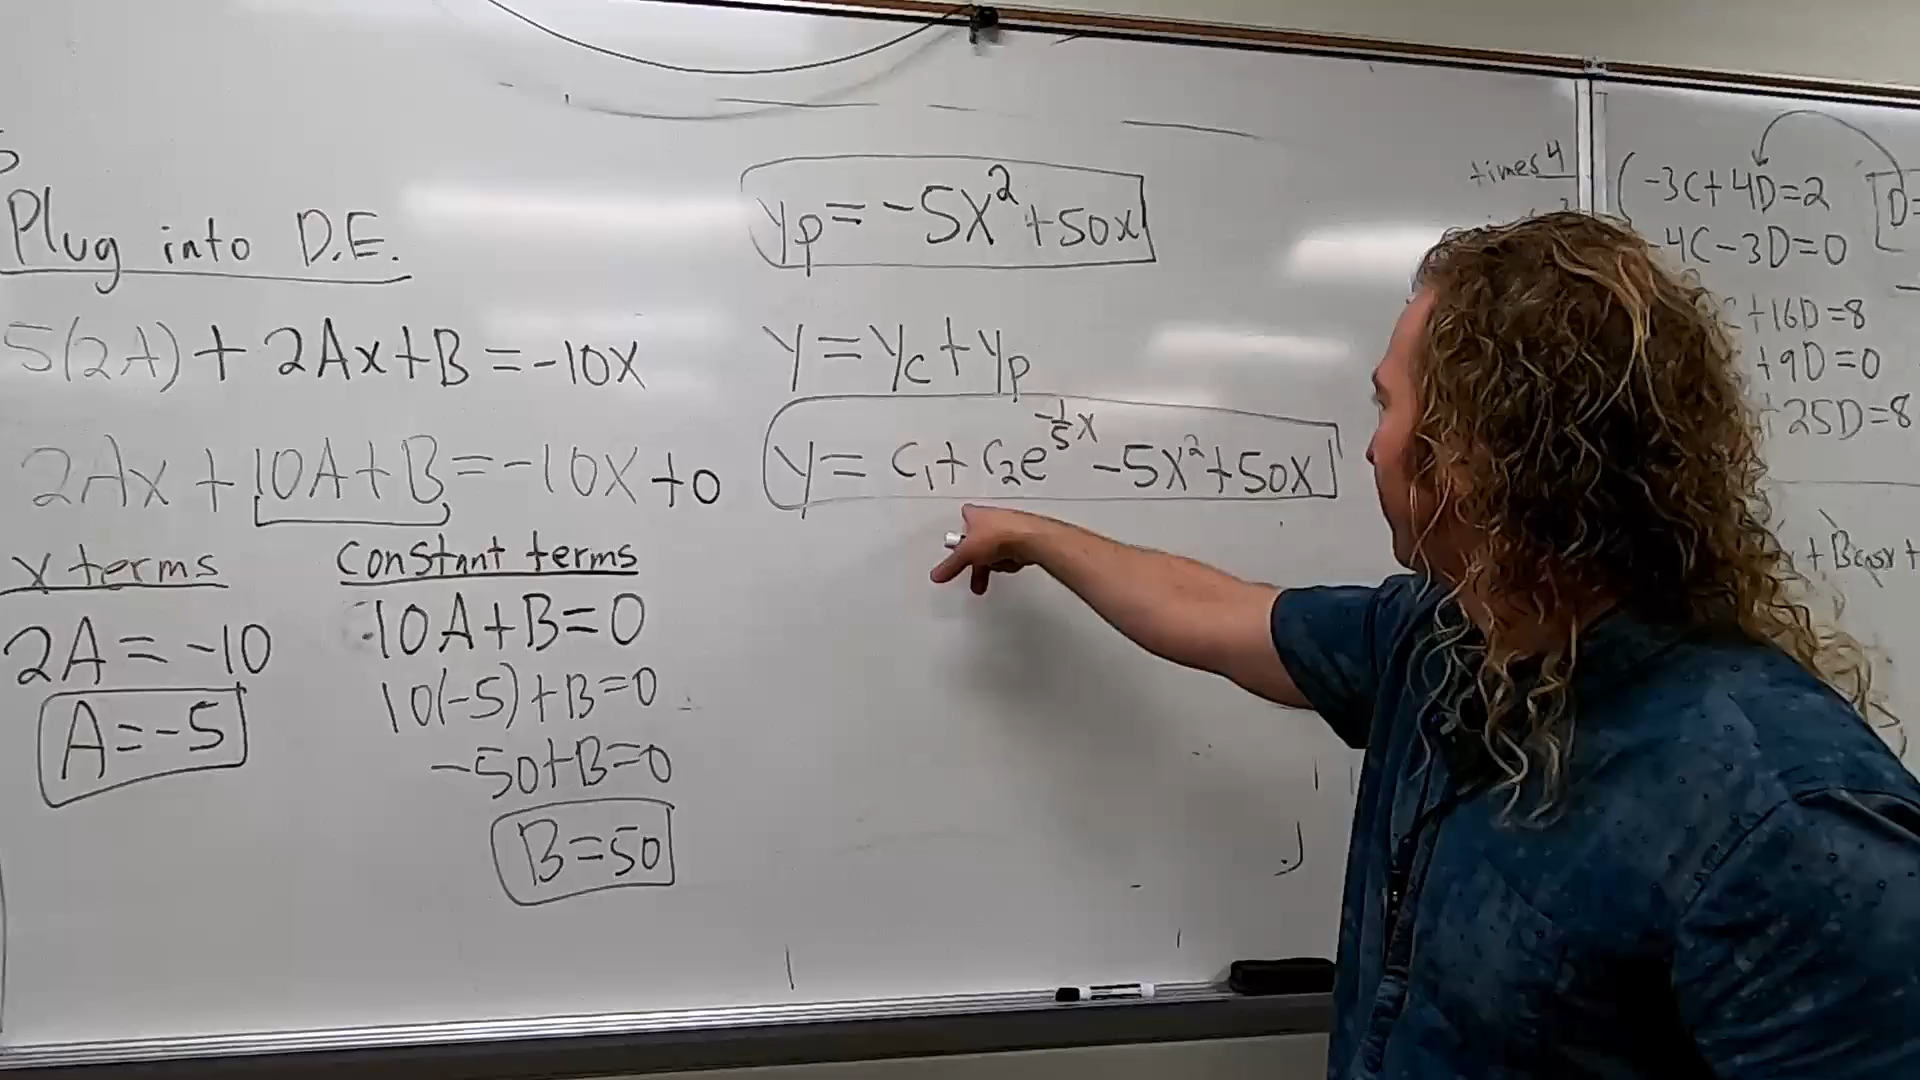 Plug into D.E.
5(2A) + 2Ax+B = -10x
2Ax + 10A+B = -10x +0
x terms
2A = -10
A = -5
Constant terms
10A+B=0
10(-5)+B=0
-50+B=0
B=50
yp = -5x² +50x
y = yc + yp
y = c₁ + c₂e^(-1/5 x) -5x² +50x
times 4
-3C+4D=2
-4C-3D=0
+16D=8
+9D=0
25D=8
D=
+ Bcosx +